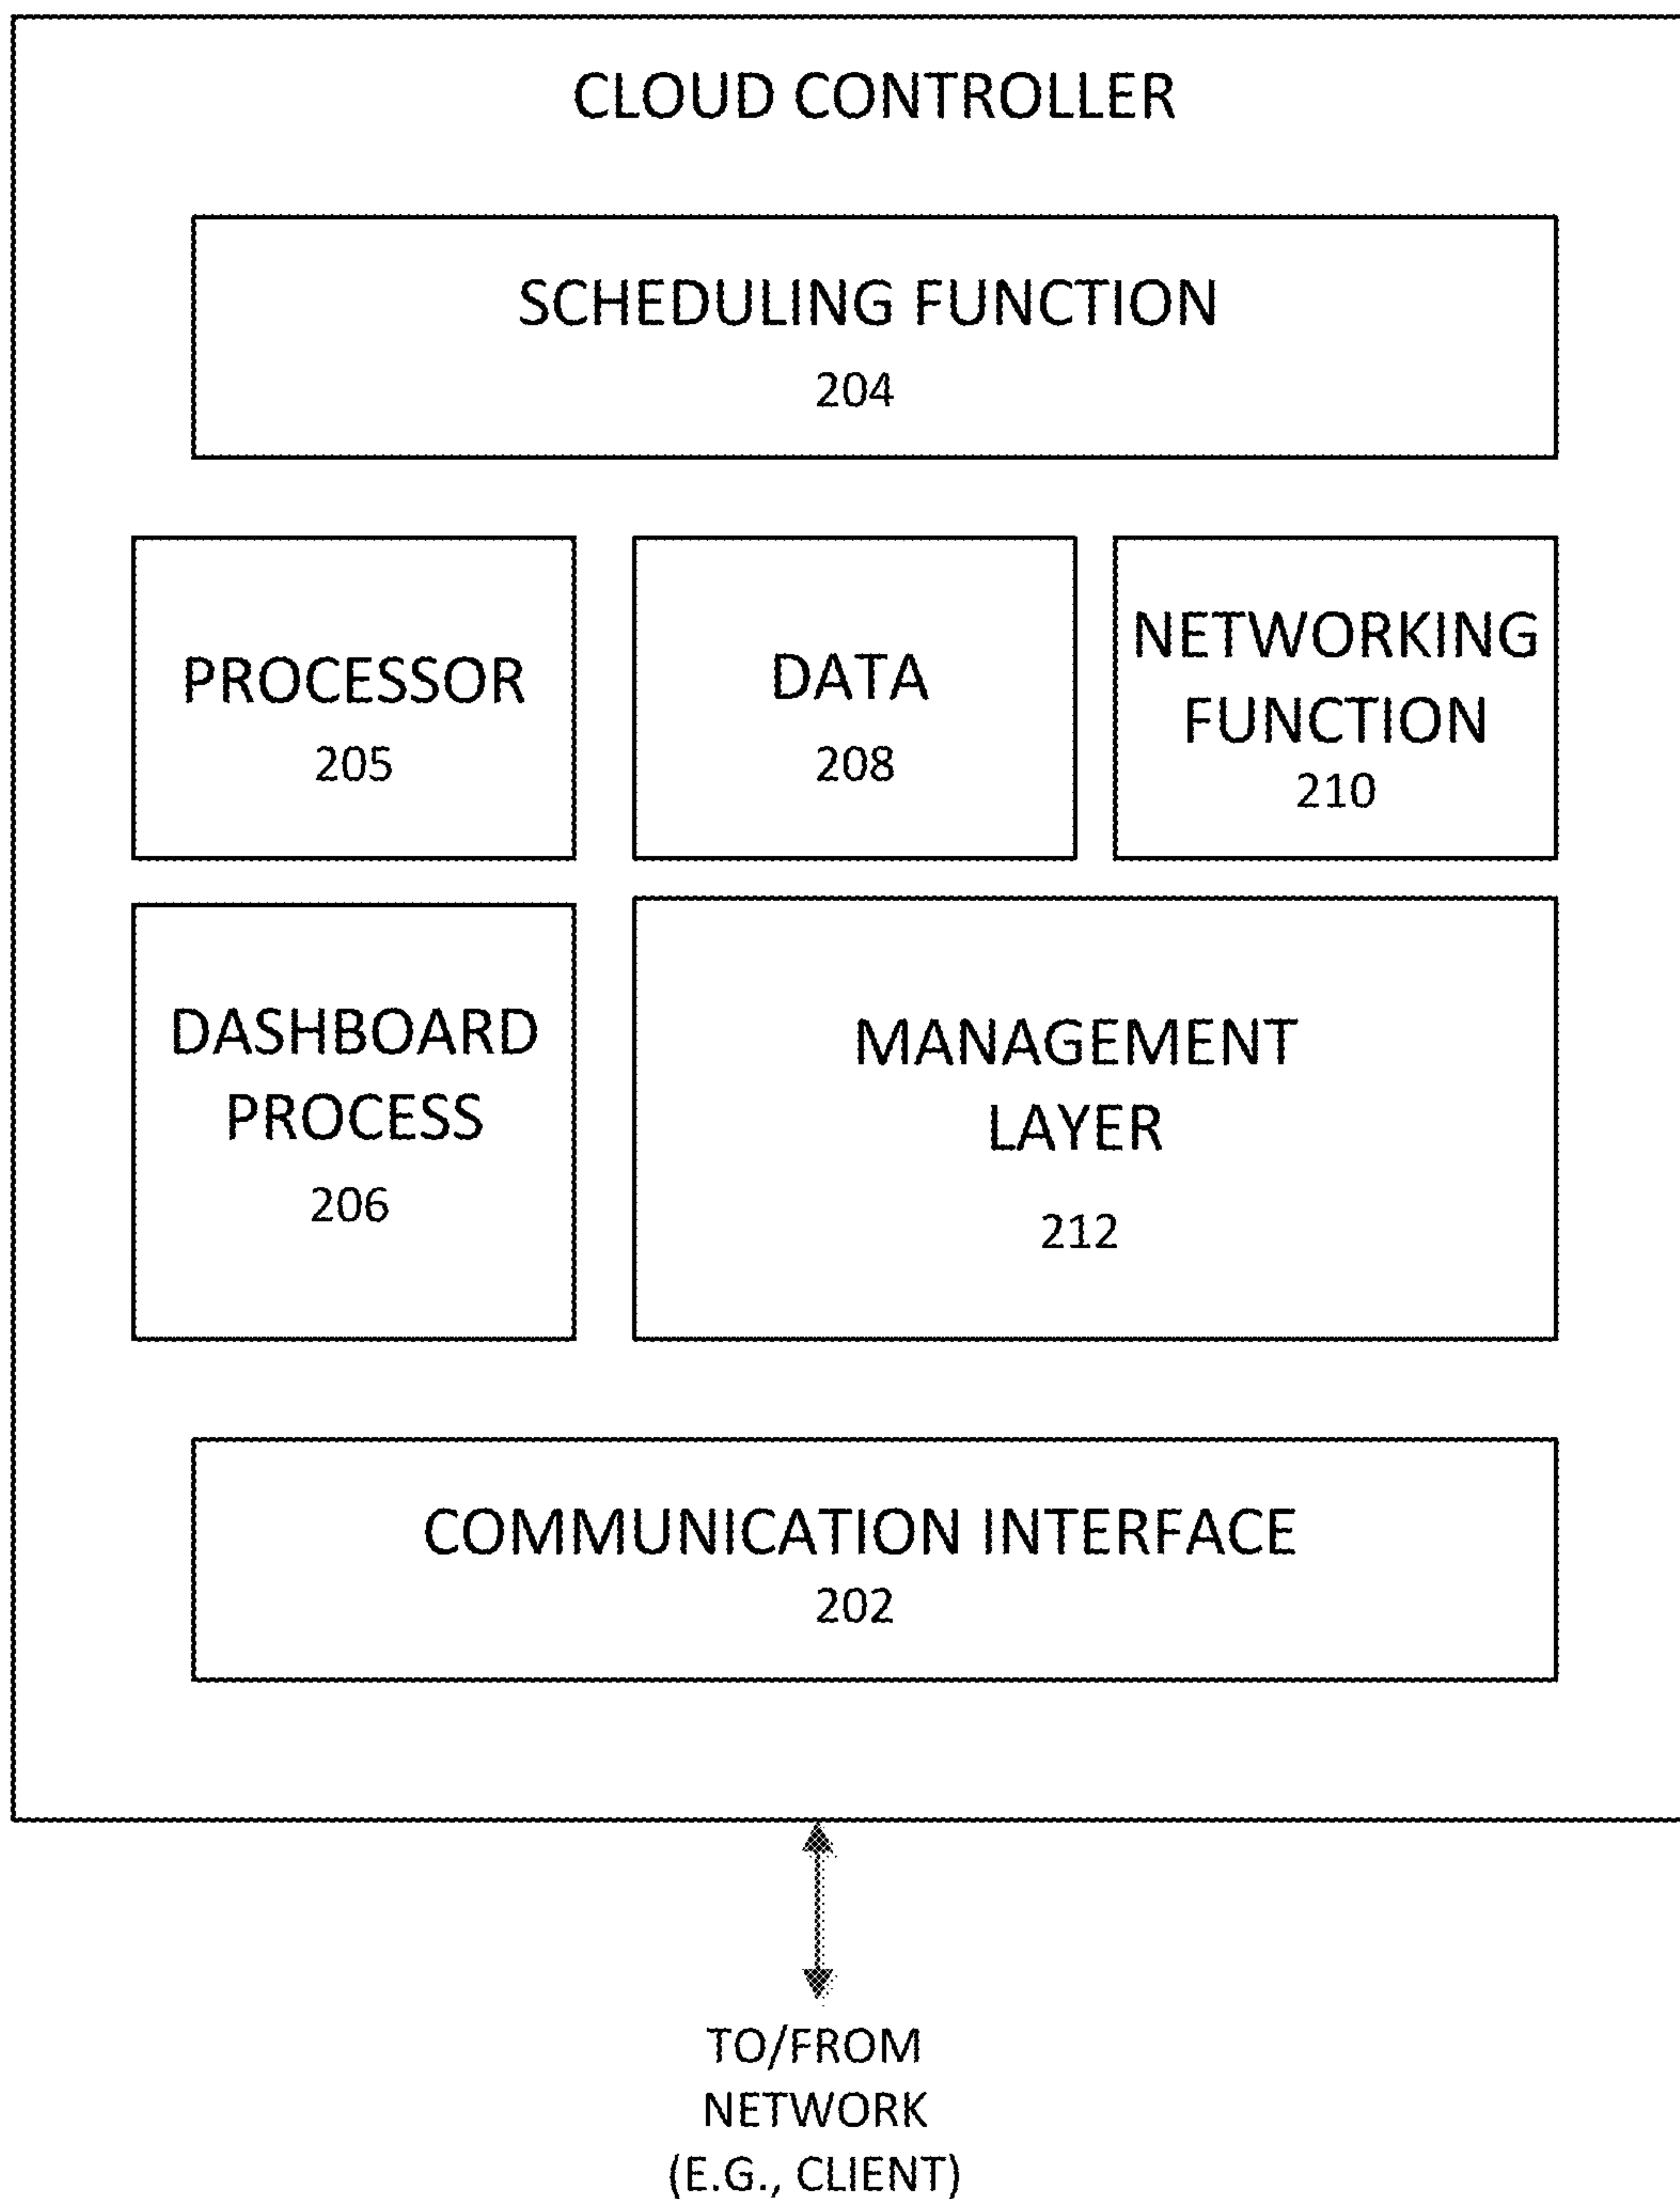 CLOUD CONTROLLER
SCHEDULING FUNCTION
204
PROCESSOR
205
DATA
208
NETWORKING
FUNCTION
210
DASHBOARD
PROCESS
206
MANAGEMENT
LAYER
212
COMMUNICATION INTERFACE
202
TO/FROM
NETWORK
(E.G., CLIENT)